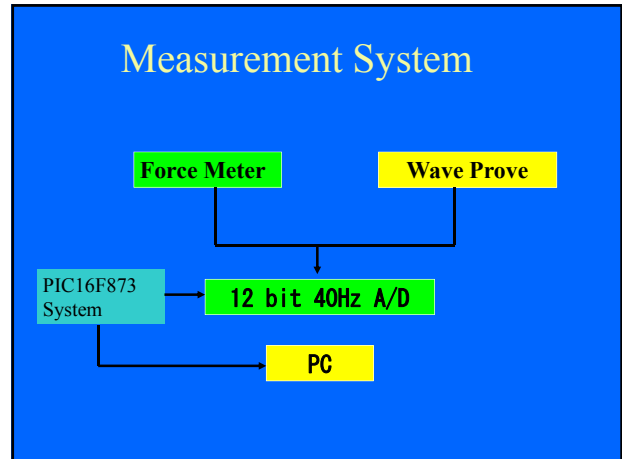 Measurement System
Force Meter
Wave Prove
PIC16F873
System
12 bit 40Hz A/D
PC